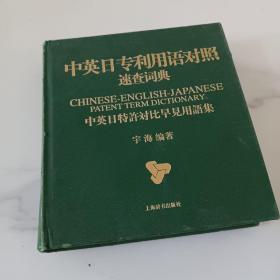 中英日专利用语对照
速查词典
CHINESE-ENGLISH-JAPANESE
PATENT TERM DICTIONARY
中英日特許対比早見用語集
宇海 编著
上海辞书出版社